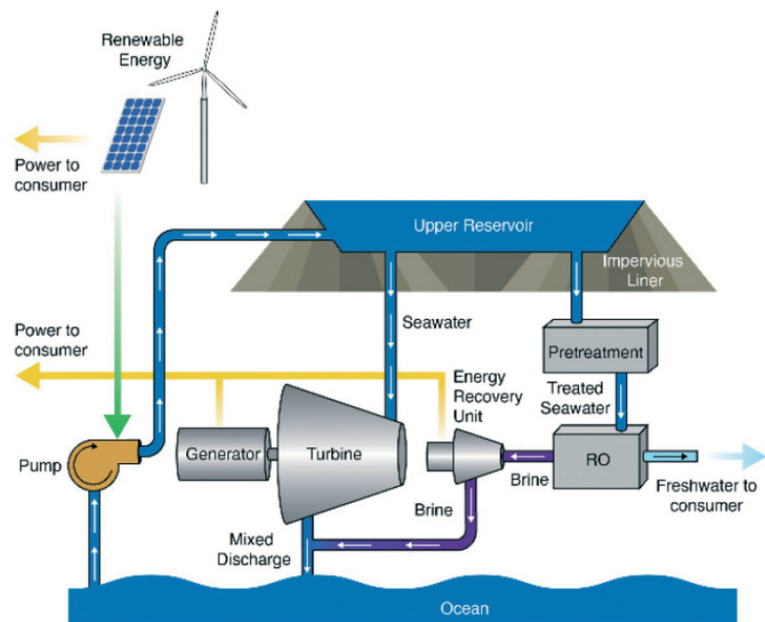 Renewable
Energy
Power to
consumer
Upper Reservoir
Impervious
Liner
Seawater
Power to
consumer
Pretreatment
Energy
Recovery
Unit
Treated
Seawater
Pump
Generator
Turbine
RO
Brine
Freshwater to
consumer
Brine
Mixed
Discharge
Ocean